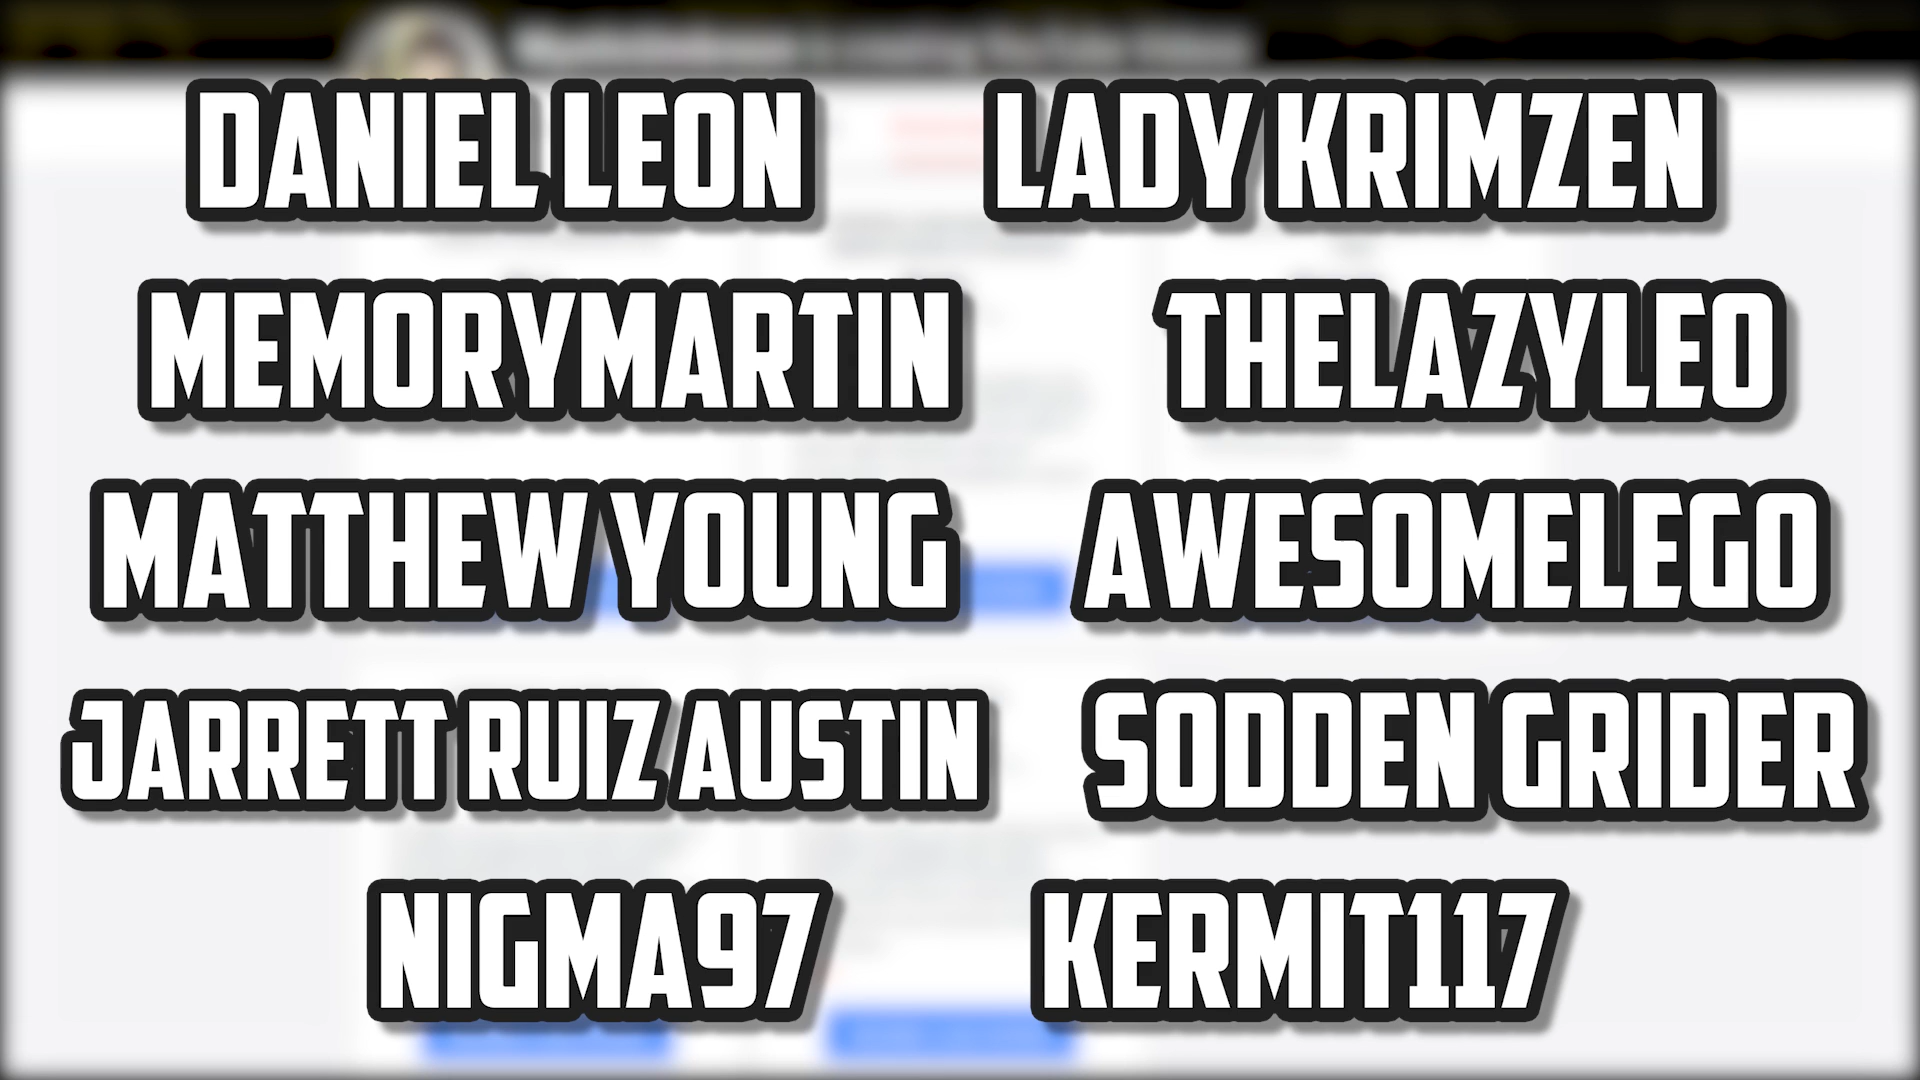 DANIEL LEON
LADY KRIMZEN
MEMORYMARTIN
THELAZYLEO
MATTHEW YOUNG
AWESOMELEGO
JARRETT RUIZ AUSTIN
SODDEN GRIDER
NIGMA97
KERMIT117